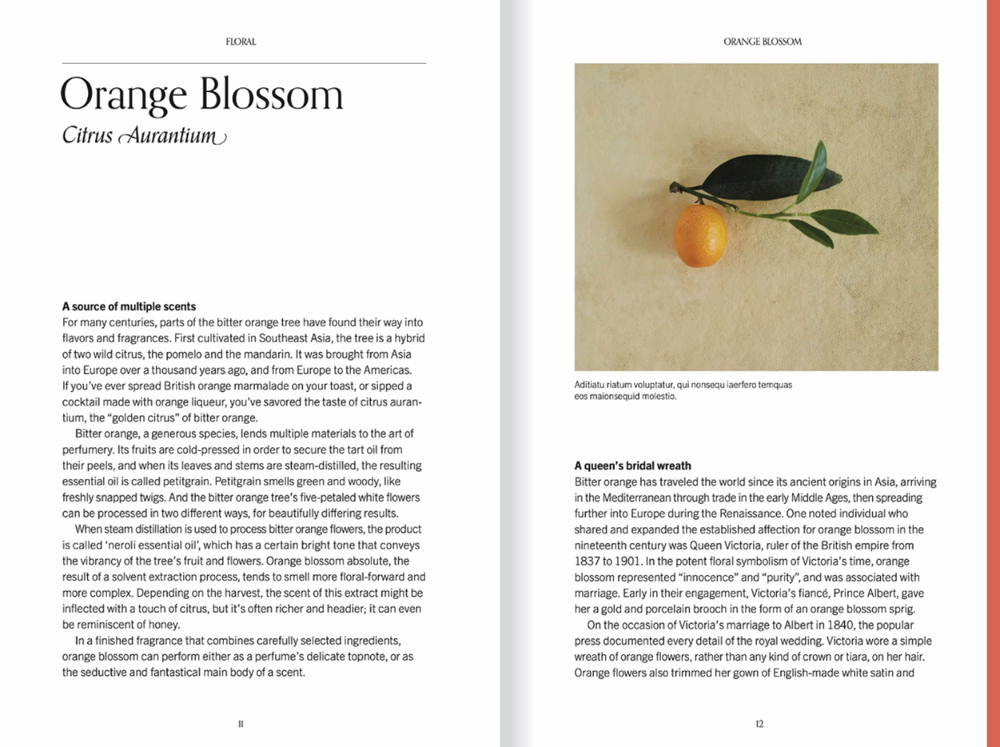 FLORAL
Orange Blossom
Citrus Aurantium
A source of multiple scents
For many centuries, parts of the bitter orange tree have found their way into
flavors and fragrances. First cultivated in Southeast Asia, the tree is a hybrid
of two wild citrus, the pomelo and the mandarin. It was brought from Asia
into Europe over a thousand years ago, and from Europe to the Americas.
If you’ve ever spread British orange marmalade on your toast, or sipped a
cocktail made with orange liqueur, you’ve savored the taste of citrus auran-
tium, the “golden citrus” of bitter orange.
Bitter orange, a generous species, lends multiple materials to the art of
perfumery. Its fruits are cold-pressed in order to secure the tart oil from
their peels, and when its leaves and stems are steam-distilled, the resulting
essential oil is called petitgrain. Petitgrain smells green and woody, like
freshly snapped twigs. And the bitter orange tree’s five-petaled white flowers
can be processed in two different ways, for beautifully differing results.
When steam distillation is used to process bitter orange flowers, the product
is called ‘neroli essential oil’, which has a certain bright tone that conveys
the vibrancy of the tree’s fruit and flowers. Orange blossom absolute, the
result of a solvent extraction process, tends to smell more floral-forward and
more complex. Depending on the harvest, the scent of this extract might be
inflected with a touch of citrus, but it’s often richer and headier; it can even
be reminiscent of honey.
In a finished fragrance that combines carefully selected ingredients,
orange blossom can perform either as a perfume’s delicate topnote, or as
the seductive and fantastical main body of a scent.
11
ORANGE BLOSSOM
Aditiatu riatum voluptatur, qui nonsequ iaerfero temquas
eos maionsequid molestio.
A queen’s bridal wreath
Bitter orange has traveled the world since its ancient origins in Asia, arriving
in the Mediterranean through trade in the early Middle Ages, then spreading
further into Europe during the Renaissance. One noted individual who
shared and expanded the established affection for orange blossom in the
nineteenth century was Queen Victoria, ruler of the British empire from
1837 to 1901. In the potent floral symbolism of Victoria’s time, orange
blossom represented “innocence” and “purity”, and was associated with
marriage. Early in their engagement, Victoria’s fiancé, Prince Albert, gave
her a gold and porcelain brooch in the form of an orange blossom sprig.
On the occasion of Victoria’s marriage to Albert in 1840, the popular
press documented every detail of the royal wedding. Victoria wore a simple
wreath of orange flowers, rather than any kind of crown or tiara, on her hair.
Orange flowers also trimmed her gown of English-made white satin and
12